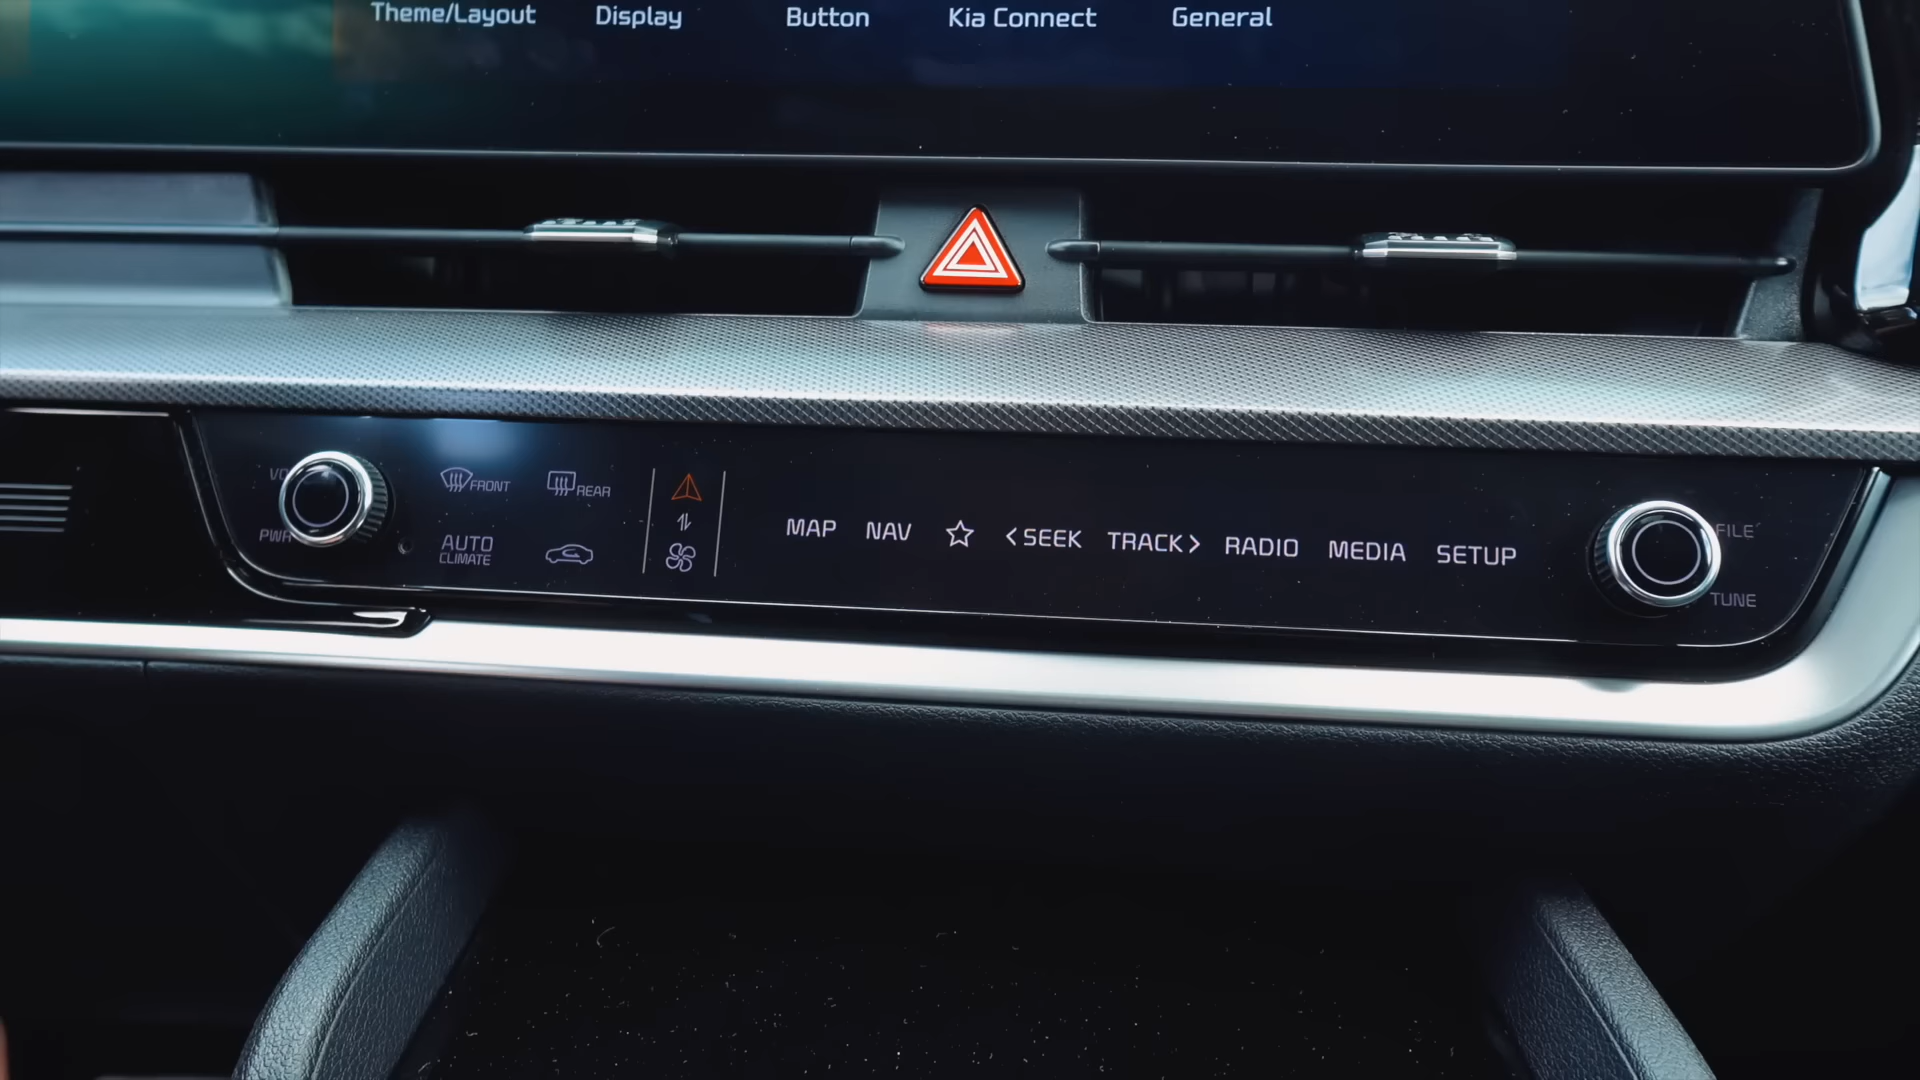 Theme/Layout Display Button Kia Connect General
FRONT REAR
PWR AUTO CLIMATE
MAP NAV <SEEK TRACK> RADIO MEDIA SETUP
FILE
TUNE